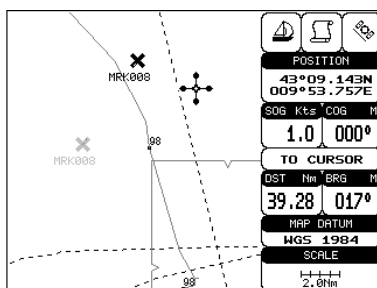 MRK008
MRK008
98
98
POSITION
43°09.143N
009°53.757E
SOG Kts COG M
1.0 000°
TO CURSOR
DST Nm BRG M
39.28 017°
MAP DATUM
WGS 1984
SCALE
2.0Nm